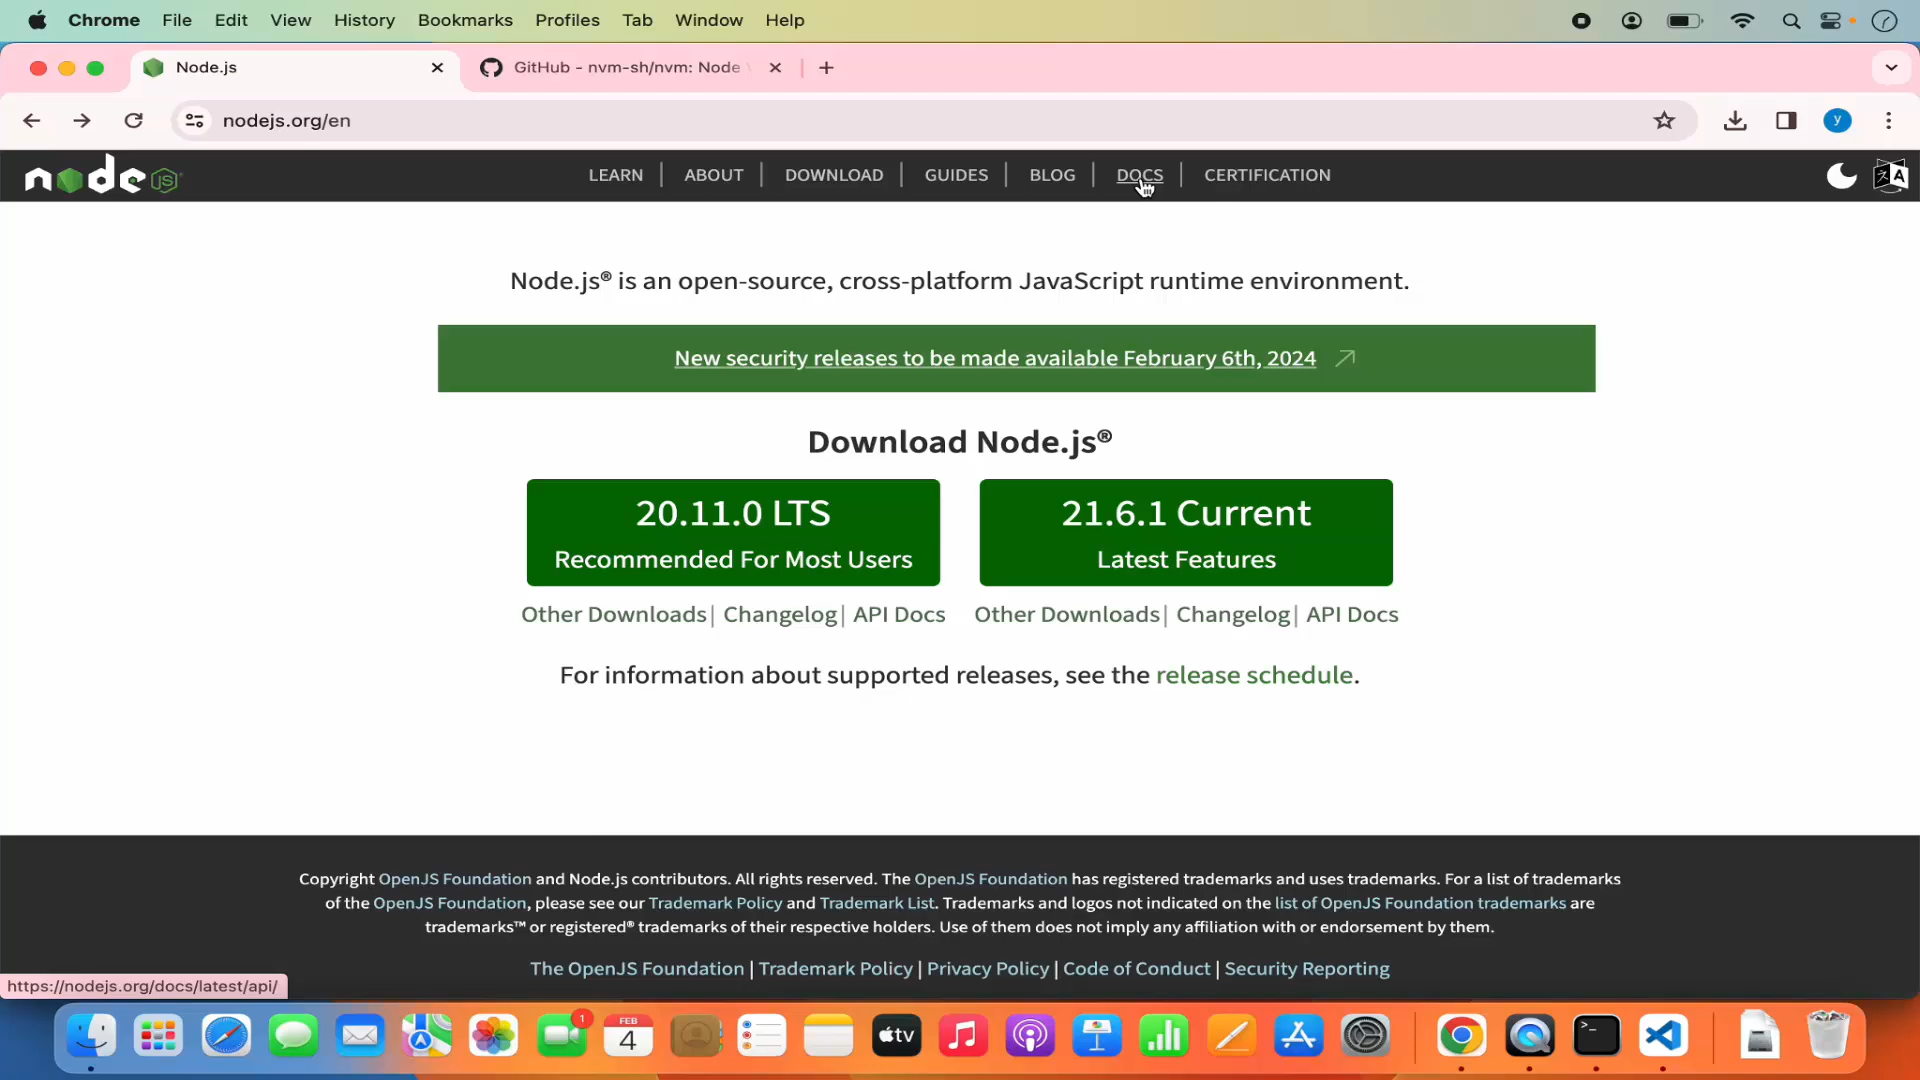 Chrome File Edit View History Bookmarks Profiles Tab Window Help
Node.js GitHub - nvm-sh/nvm: Node
nodejs.org/en y
node JS LEARN ABOUT DOWNLOAD GUIDES BLOG DOCS CERTIFICATION
Node.js® is an open-source, cross-platform JavaScript runtime environment.
New security releases to be made available February 6th, 2024
Download Node.js®
20.11.0 LTS
Recommended For Most Users
21.6.1 Current
Latest Features
Other Downloads| Changelog| API Docs Other Downloads| Changelog| API Docs
For information about supported releases, see the release schedule.
Copyright OpenJS Foundation and Node.js contributors. All rights reserved. The OpenJS Foundation has registered trademarks and uses trademarks. For a list of trademarks
of the OpenJS Foundation, please see our Trademark Policy and Trademark List. Trademarks and logos not indicated on the list of OpenJS Foundation trademarks are
trademarks™ or registered® trademarks of their respective holders. Use of them does not imply any affiliation with or endorsement by them.
The OpenJS Foundation | Trademark Policy | Privacy Policy | Code of Conduct | Security Reporting
https://nodejs.org/docs/latest/api/
1
FEB
4
tv